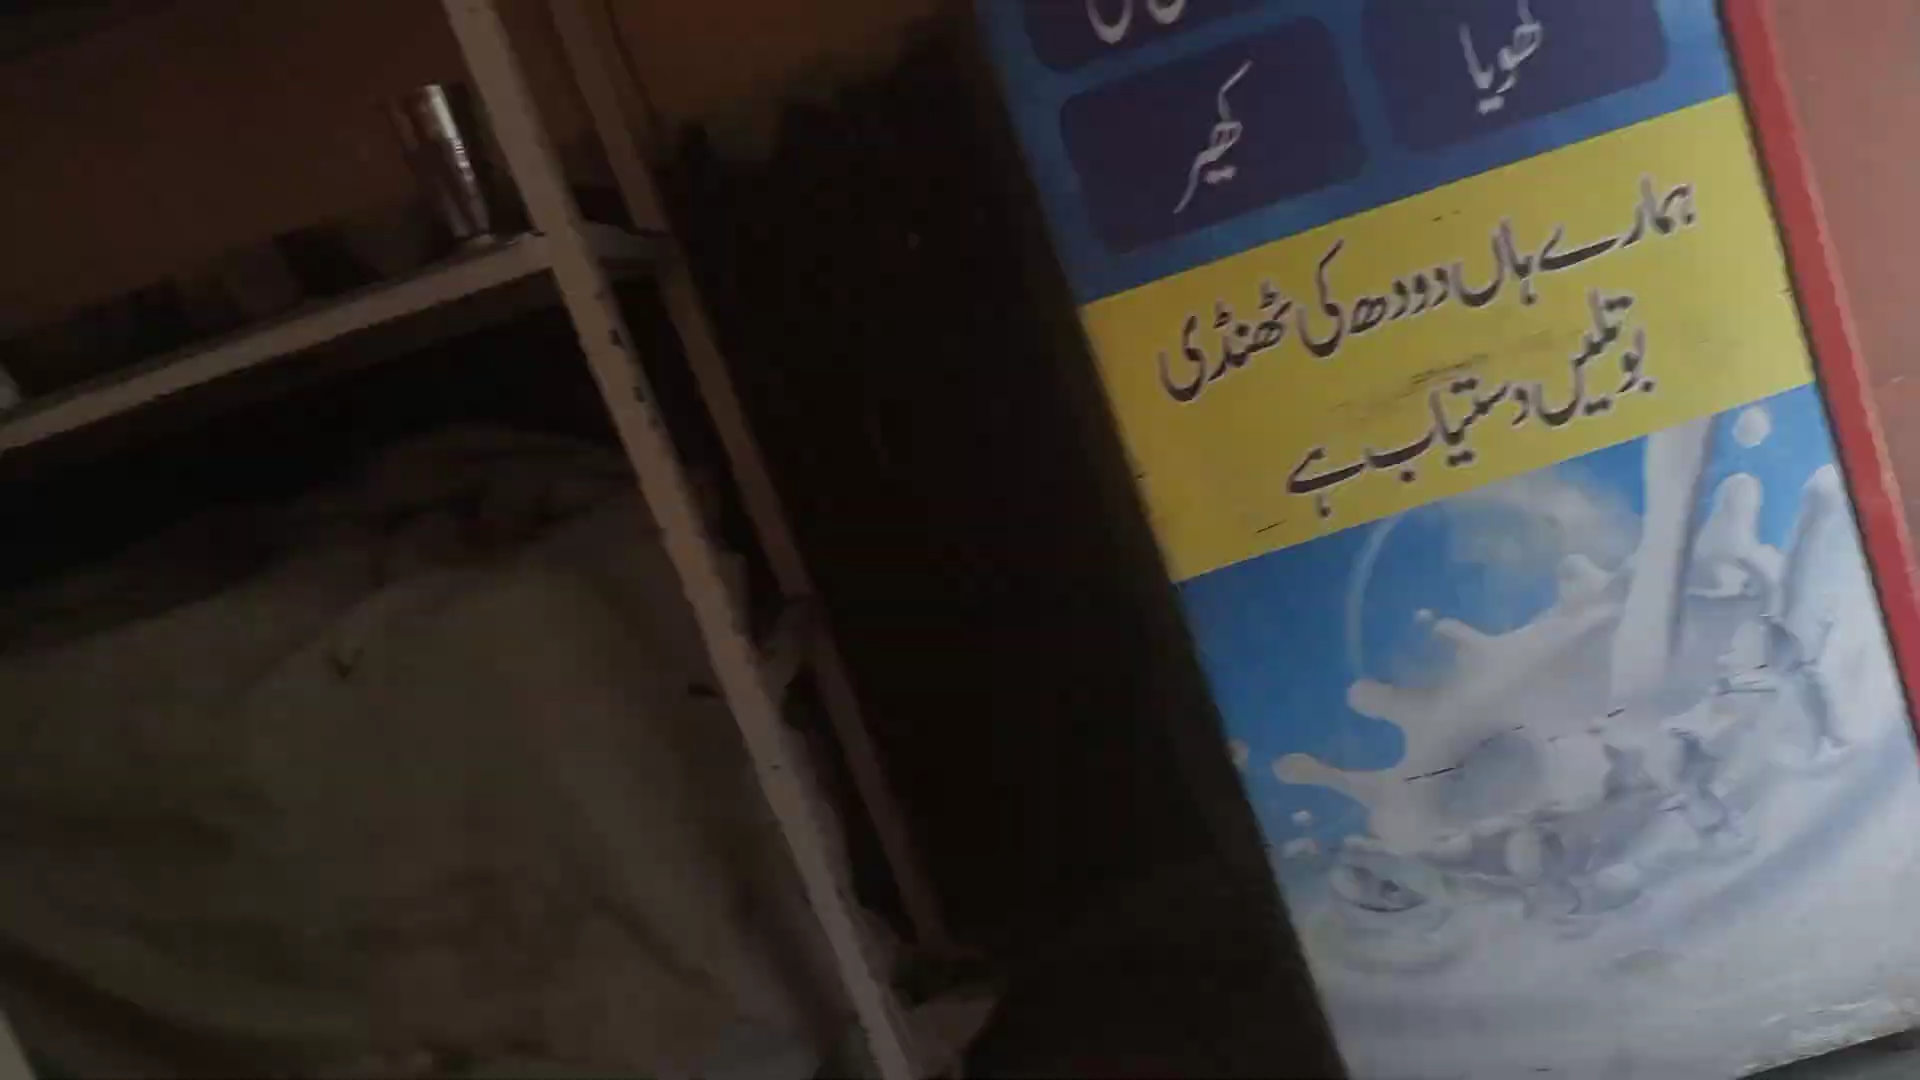 کھویا
کھیر
ہمارے ہاں دودھ کی ٹھنڈی
بوتلیں دستیاب ہے